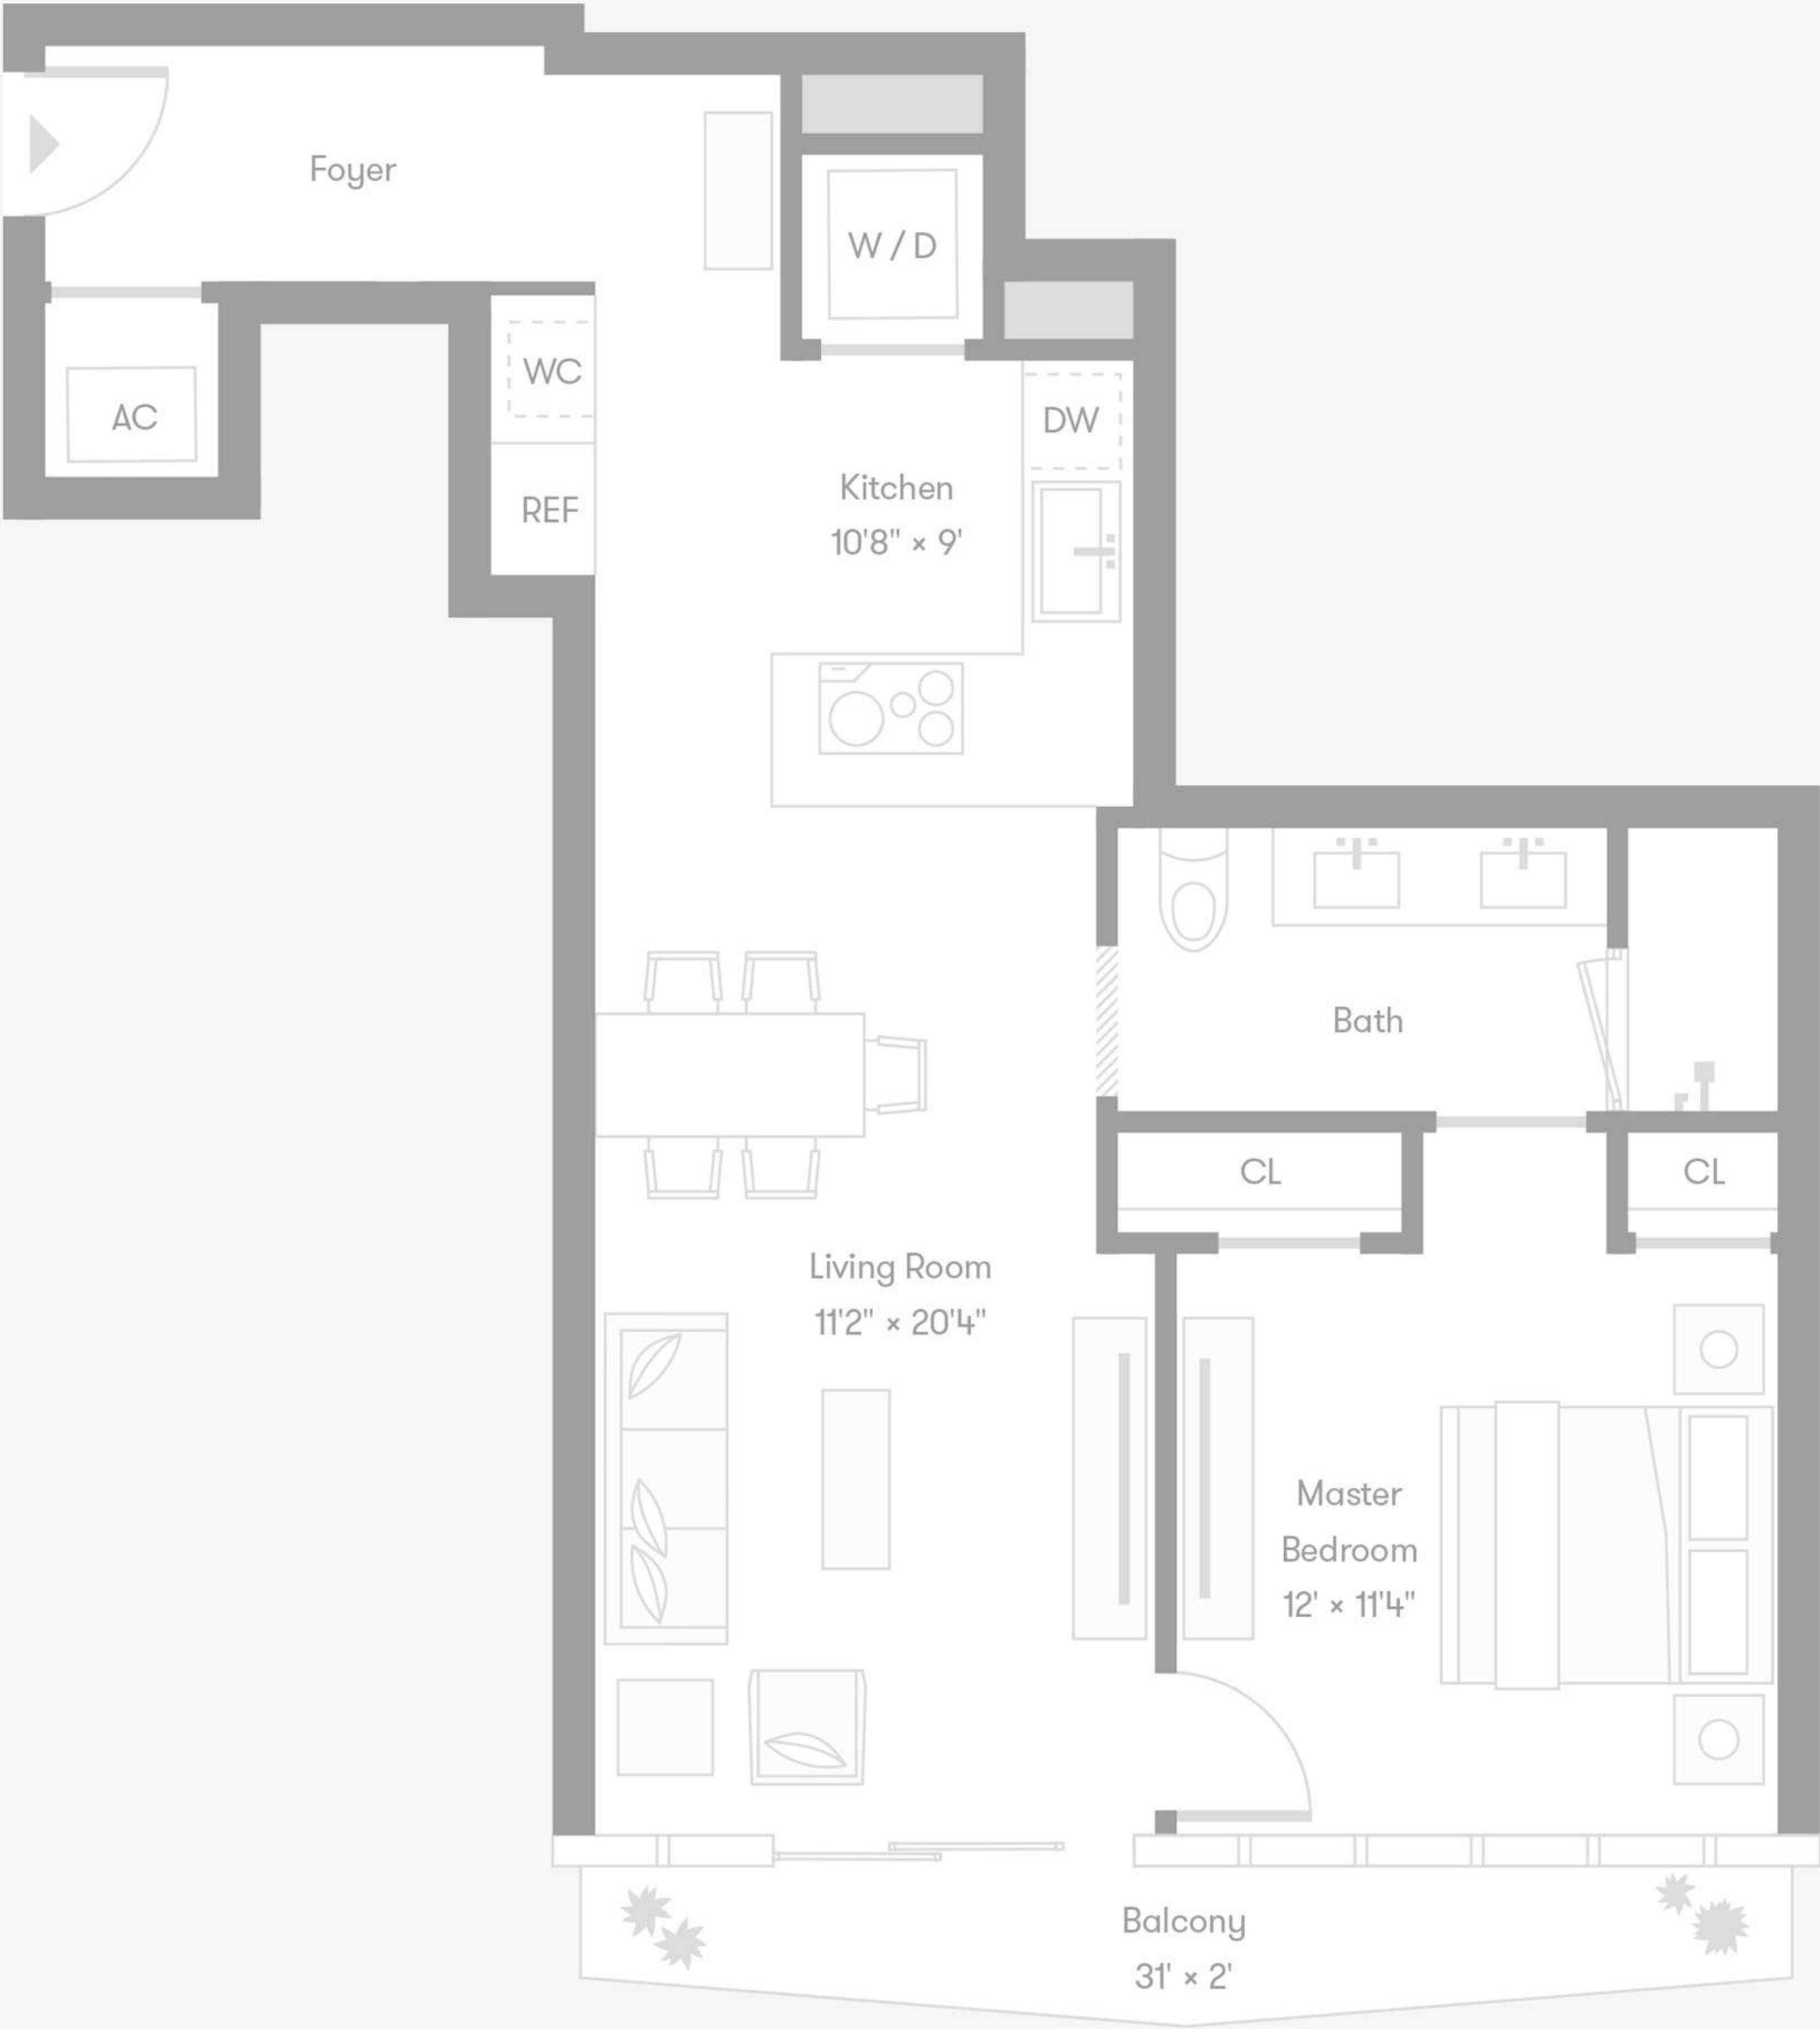 Foyer
W / D
WC
AC
DW
REF
Kitchen
10'8" × 9'
Bath
CL
CL
Living Room
11'2" × 20'4"
Master
Bedroom
12' × 11'4"
Balcony
31' × 2'